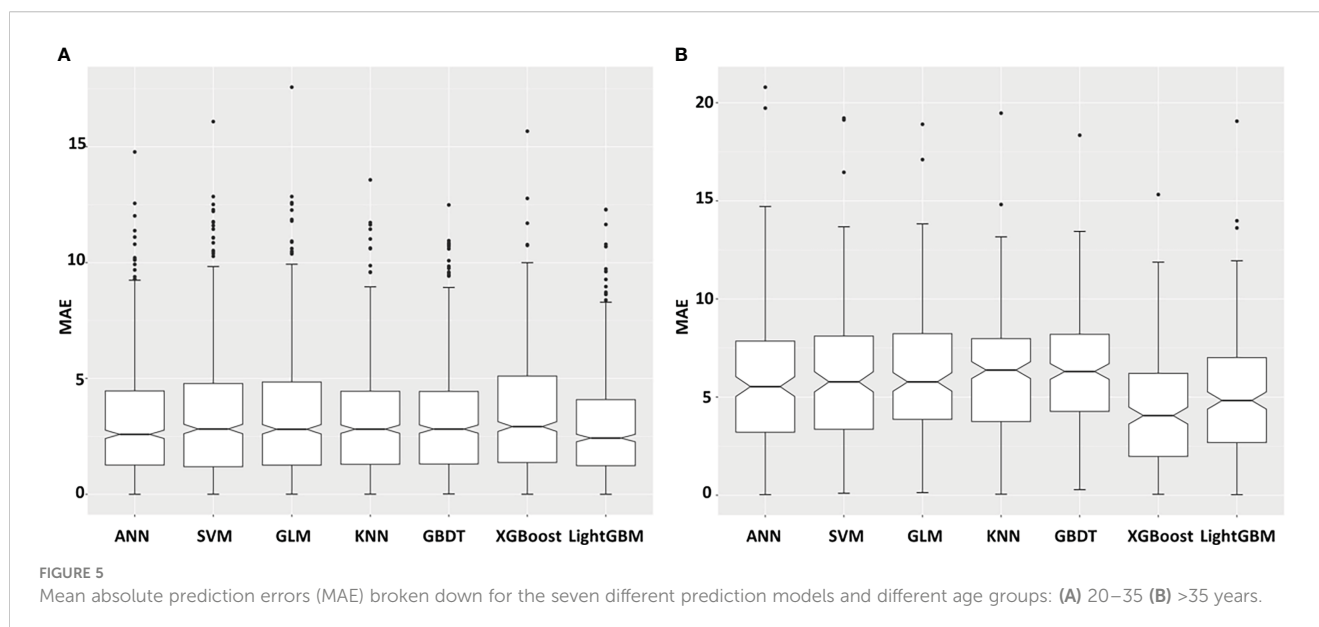 A
MAE
15
10
5
0
ANN SVM GLM KNN GBDT XGBoost LightGBM
B
MAE
20
15
10
5
0
ANN SVM GLM KNN GBDT XGBoost LightGBM
FIGURE 5
Mean absolute prediction errors (MAE) broken down for the seven different prediction models and different age groups: (A) 20–35 (B) >35 years.